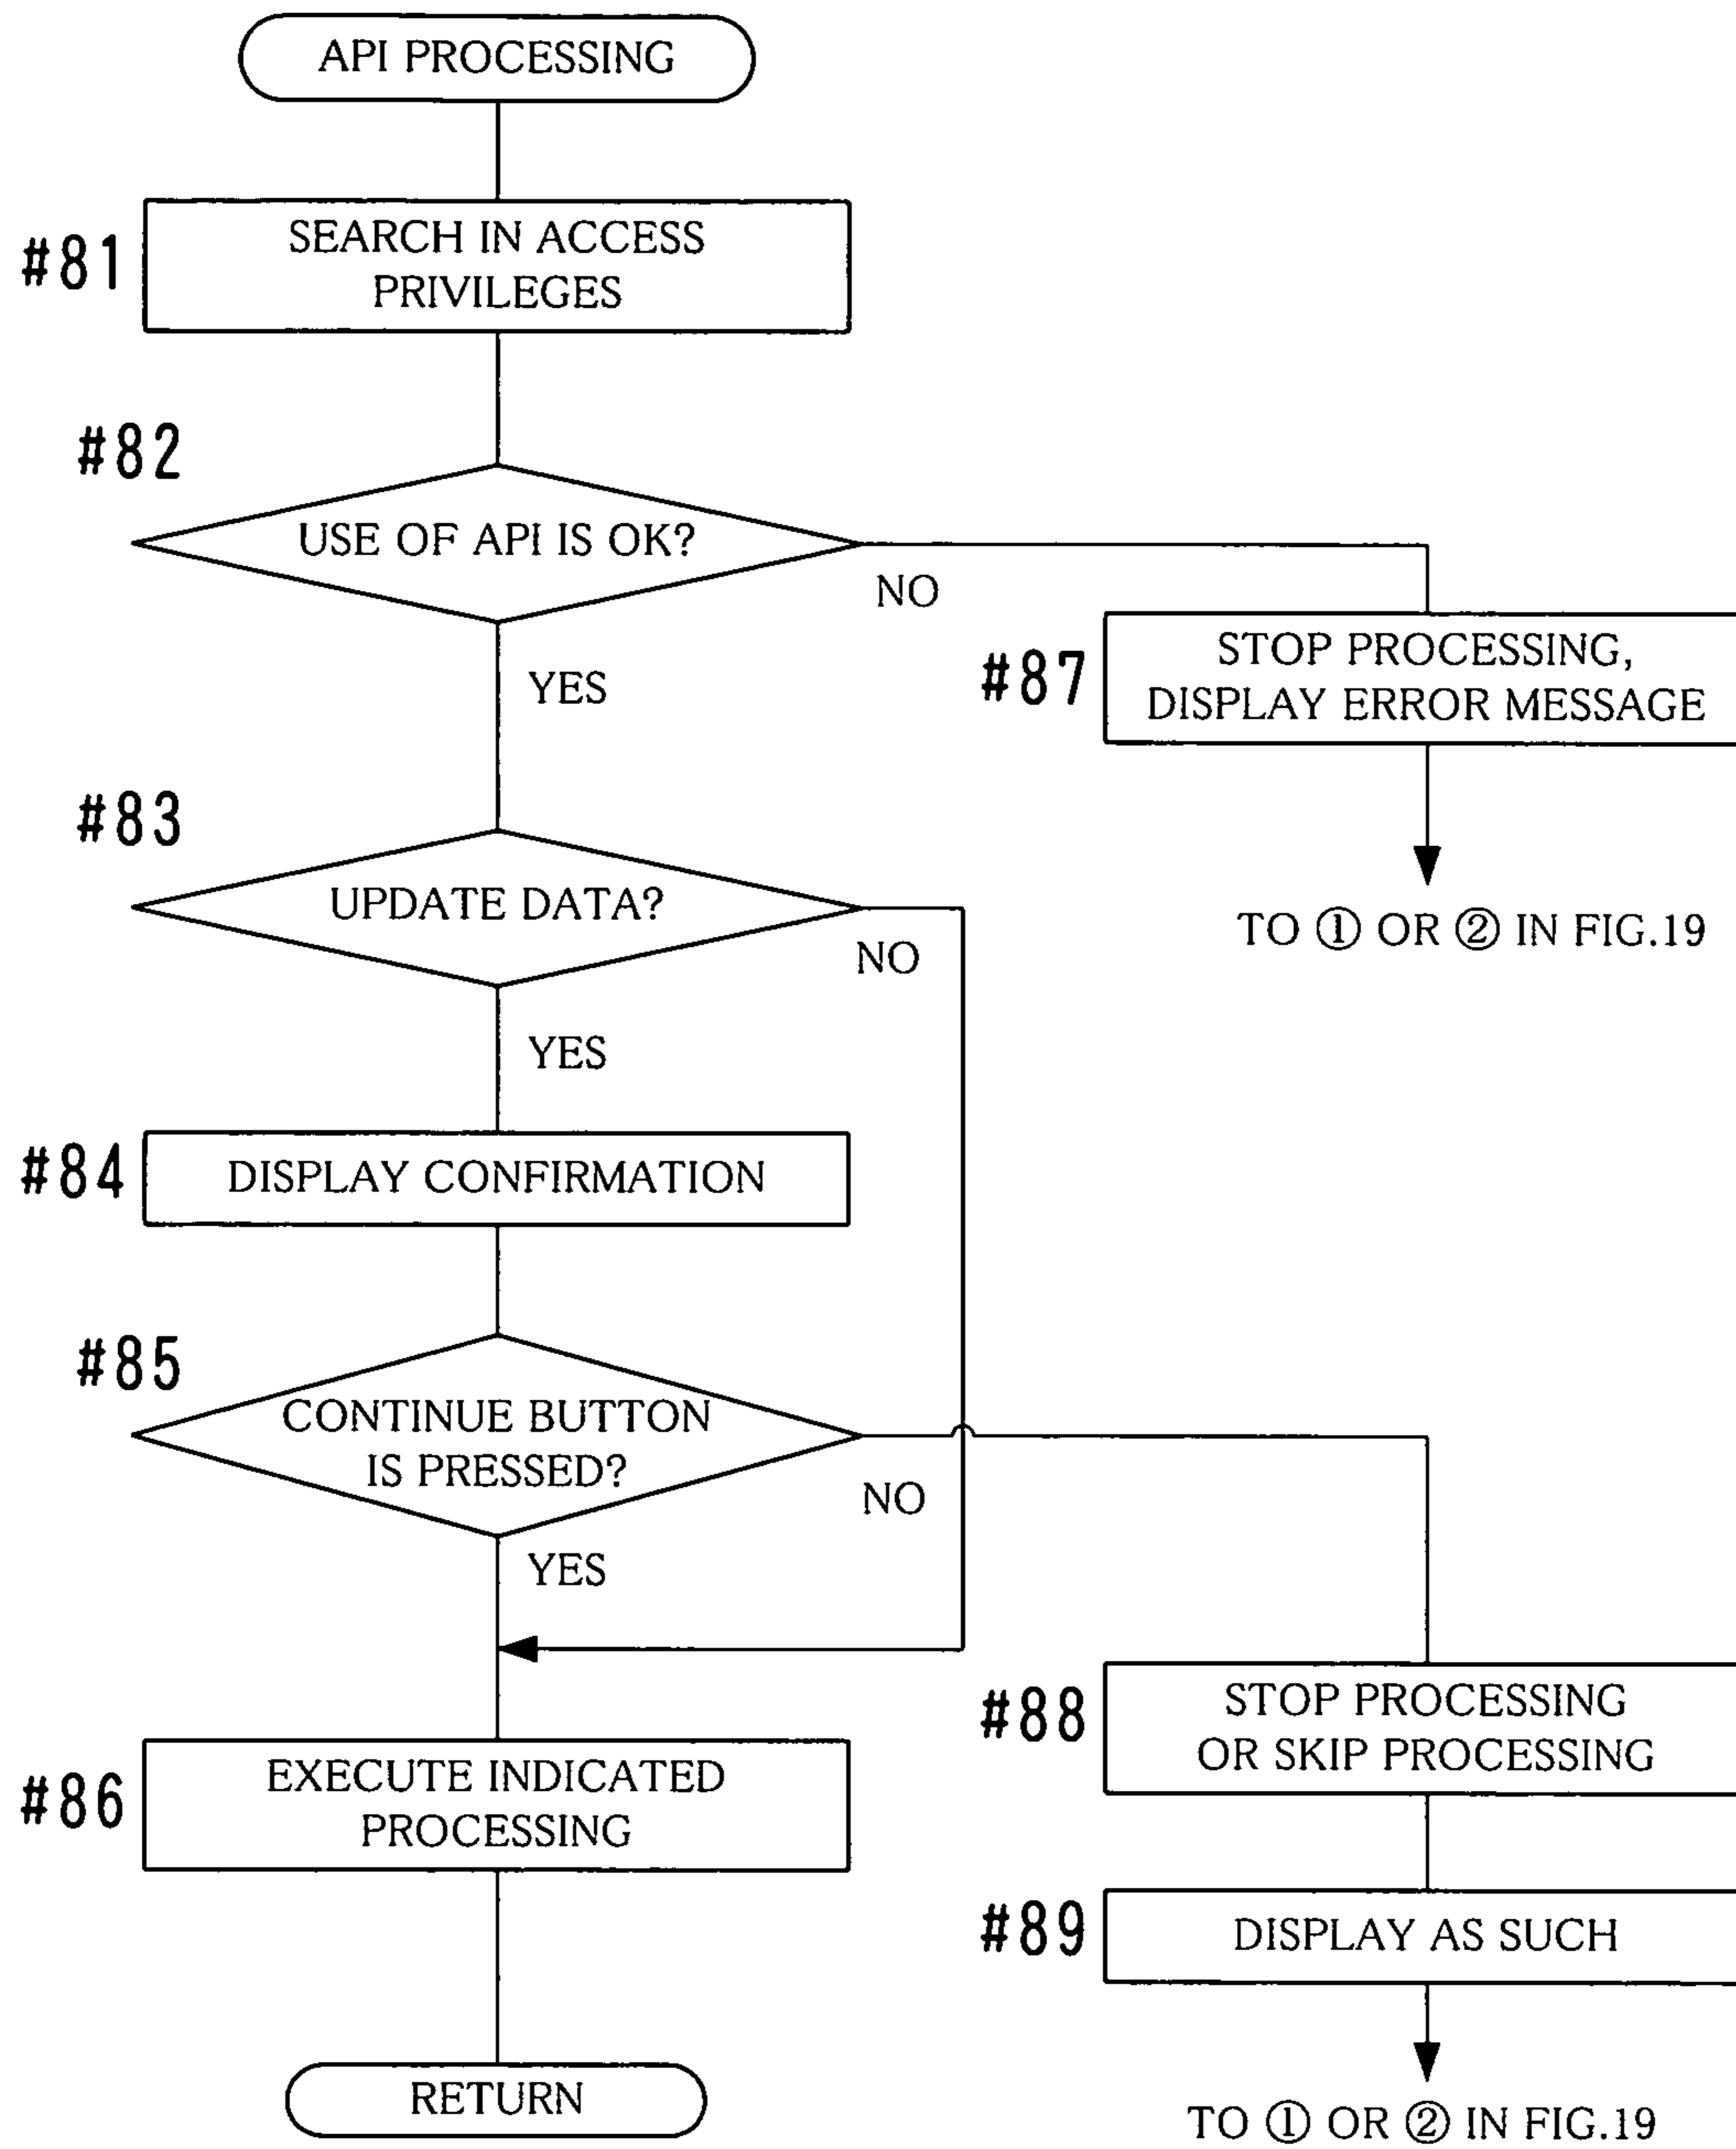 API PROCESSING
#81
SEARCH IN ACCESS
PRIVILEGES
#82
USE OF API IS OK?
NO
YES
#87
STOP PROCESSING,
DISPLAY ERROR MESSAGE
TO ① OR ② IN FIG.19
#83
UPDATE DATA?
NO
YES
#84
DISPLAY CONFIRMATION
#85
CONTINUE BUTTON
IS PRESSED?
NO
YES
#86
EXECUTE INDICATED
PROCESSING
RETURN
#88
STOP PROCESSING
OR SKIP PROCESSING
#89
DISPLAY AS SUCH
TO ① OR ② IN FIG.19